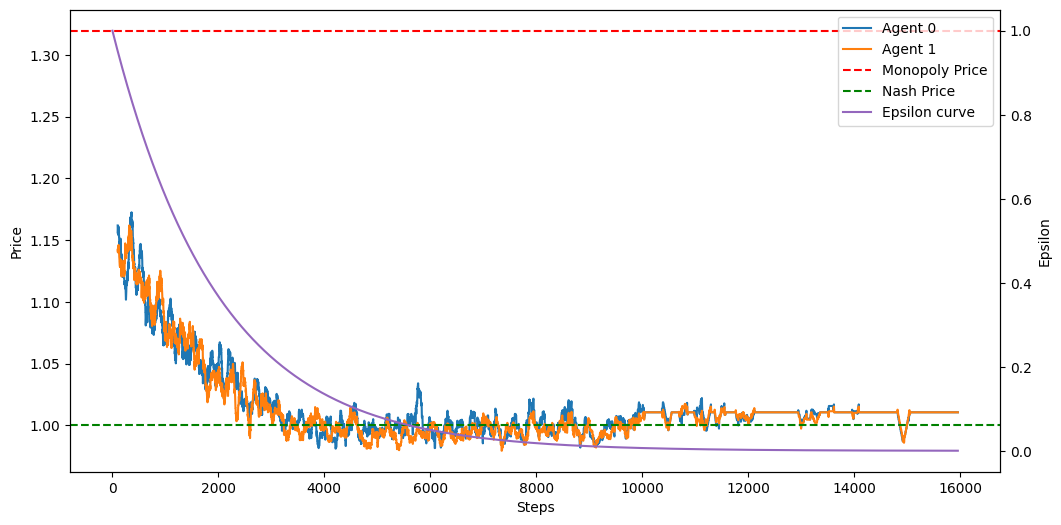 Agent 0
Agent 1
Monopoly Price
Nash Price
Epsilon curve
Price
1.30
1.25
1.20
1.15
1.10
1.05
1.00
Epsilon
1.0
0.8
0.6
0.4
0.2
0.0
0 2000 4000 6000 8000 10000 12000 14000 16000
Steps